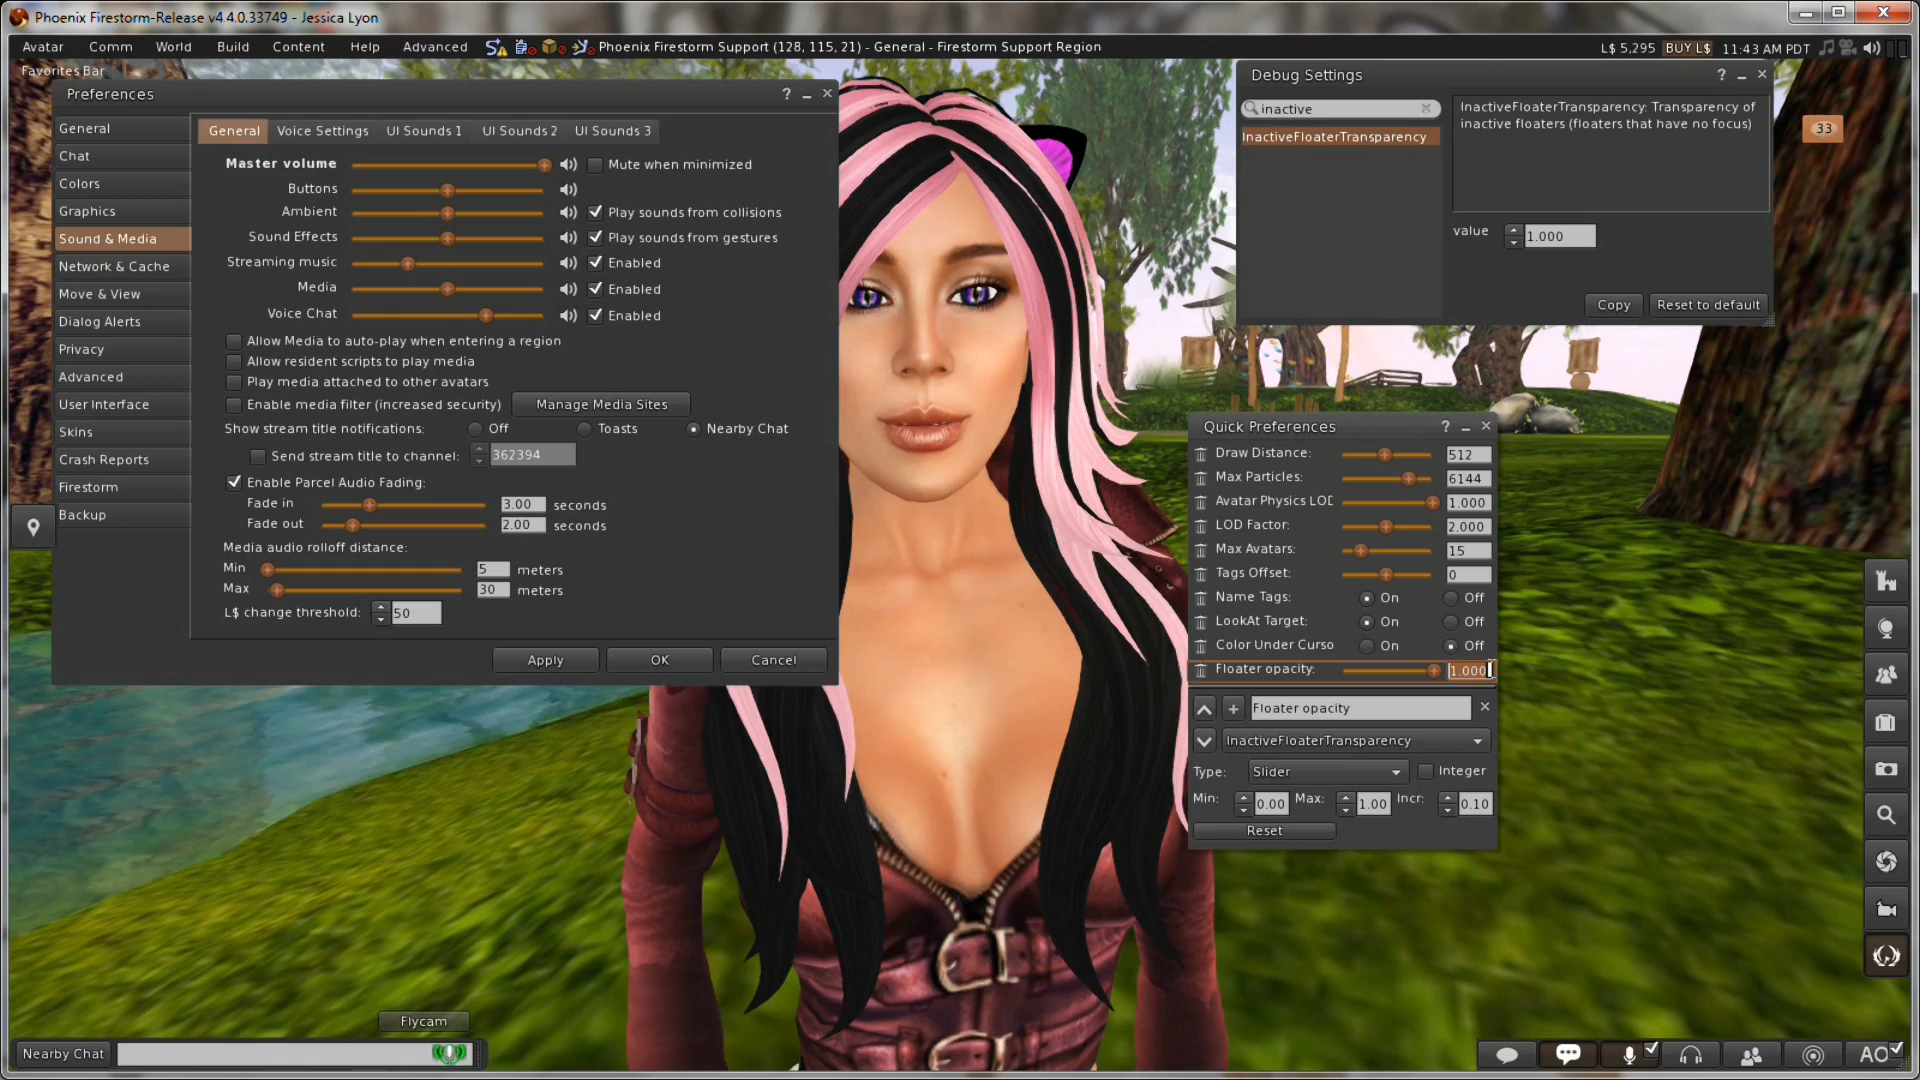 Phoenix Firestorm-Release v4.4.0.33749 - Jessica Lyon
Avatar Comm World Build Content Help Advanced Phoenix Firestorm Support (128, 115, 21) - General - Firestorm Support Region L$ 5,295 BUY L$ 11:43 AM PDT
Favorites Bar
Preferences
?
General
Chat
Colors
Graphics
Sound & Media
Network & Cache
Move & View
Dialog Alerts
Privacy
Advanced
User Interface
Skins
Crash Reports
Firestorm
Backup
General Voice Settings UI Sounds 1 UI Sounds 2 UI Sounds 3
Master volume Mute when minimized
Buttons
Ambient Play sounds from collisions
Sound Effects Play sounds from gestures
Streaming music Enabled
Media Enabled
Voice Chat Enabled
Allow Media to auto-play when entering a region
Allow resident scripts to play media
Play media attached to other avatars
Enable media filter (increased security) Manage Media Sites
Show stream title notifications: Off Toasts Nearby Chat
Send stream title to channel: 362394
Enable Parcel Audio Fading:
Fade in 3.00 seconds
Fade out 2.00 seconds
Media audio rolloff distance:
Min 5 meters
Max 30 meters
L$ change threshold: 50
Apply OK Cancel
Debug Settings
?
inactive
InactiveFloaterTransparency
InactiveFloaterTransparency: Transparency of
inactive floaters (floaters that have no focus)
value 1.000
Copy Reset to default
33
Quick Preferences
?
Draw Distance: 512
Max Particles: 6144
Avatar Physics LOD 1.000
LOD Factor: 2.000
Max Avatars: 15
Tags Offset: 0
Name Tags: On Off
LookAt Target: On Off
Color Under Curso On Off
Floater opacity: 1.000
Floater opacity
InactiveFloaterTransparency
Type: Slider Integer
Min: 0.00 Max: 1.00 Incr: 0.10
Reset
Flycam
Nearby Chat
AO